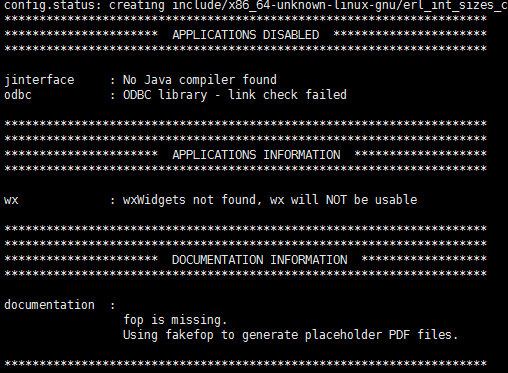 config.status: creating include/x86_64-unknown-linux-gnu/erl_int_sizes_c
*********************************************************************
**********************  APPLICATIONS DISABLED  **********************
*********************************************************************
jinterface     : No Java compiler found
odbc           : ODBC library - link check failed
*********************************************************************
*********************************************************************
**********************  APPLICATIONS INFORMATION  *******************
*********************************************************************
wx             : wxWidgets not found, wx will NOT be usable
*********************************************************************
*********************************************************************
**********************  DOCUMENTATION INFORMATION  ******************
*********************************************************************
documentation  :
                 fop is missing.
                 Using fakefop to generate placeholder PDF files.
*********************************************************************